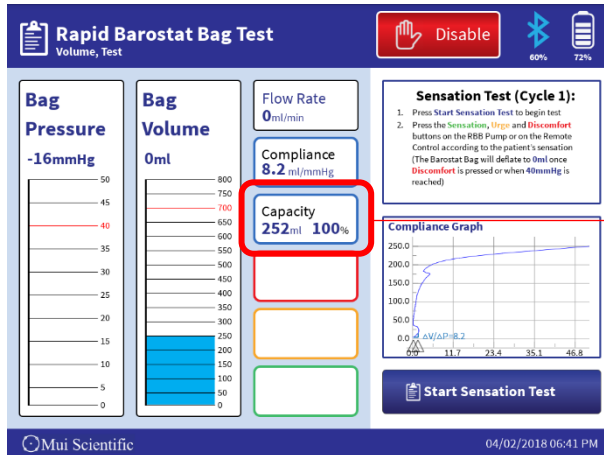 Rapid Barostat Bag Test
Volume, Test
Disable
60%
72%
Bag
Pressure
-16mmHg
50
45
40
35
30
25
20
15
10
5
0
Bag
Volume
0ml
800
750
700
650
600
550
500
450
400
350
300
250
200
150
100
50
0
Flow Rate
0ml/min
Compliance
8.2 ml/mmHg
Capacity
252ml 100%
Sensation Test (Cycle 1):
1. Press Start Sensation Test to begin test
2. Press the Sensation, Urge and Discomfort
buttons on the RBB Pump or on the Remote
Control according to the patient's sensation
(The Barostat Bag will deflate to 0ml once
Discomfort is pressed or when 40mmHg is
reached)
Compliance Graph
250.0
200.0
150.0
100.0
50.0
0.0
△V/△P=8.2
0.0 11.7 23.4 35.1 46.8
Start Sensation Test
Mui Scientific
04/02/2018 06:41 PM